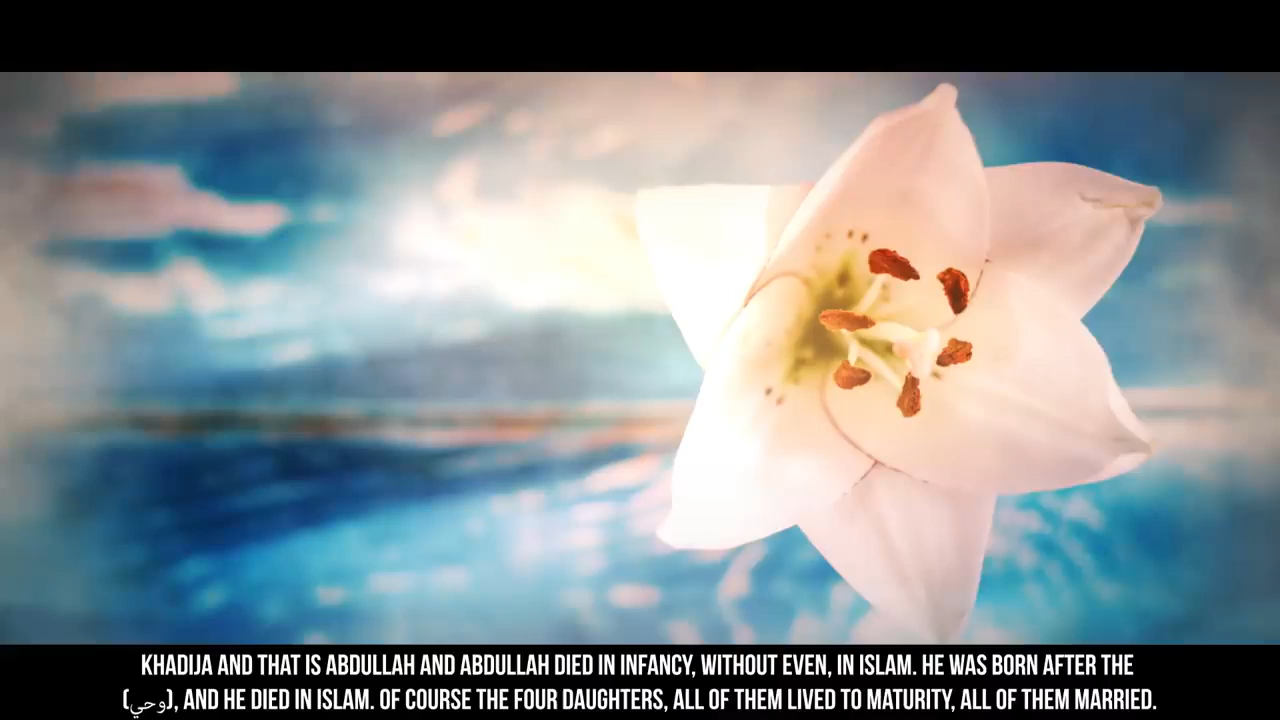 KHADIJA AND THAT IS ABDULLAH AND ABDULLAH DIED IN INFANCY, WITHOUT EVEN, IN ISLAM. HE WAS BORN AFTER THE
(وحي), AND HE DIED IN ISLAM. OF COURSE THE FOUR DAUGHTERS, ALL OF THEM LIVED TO MATURITY, ALL OF THEM MARRIED.